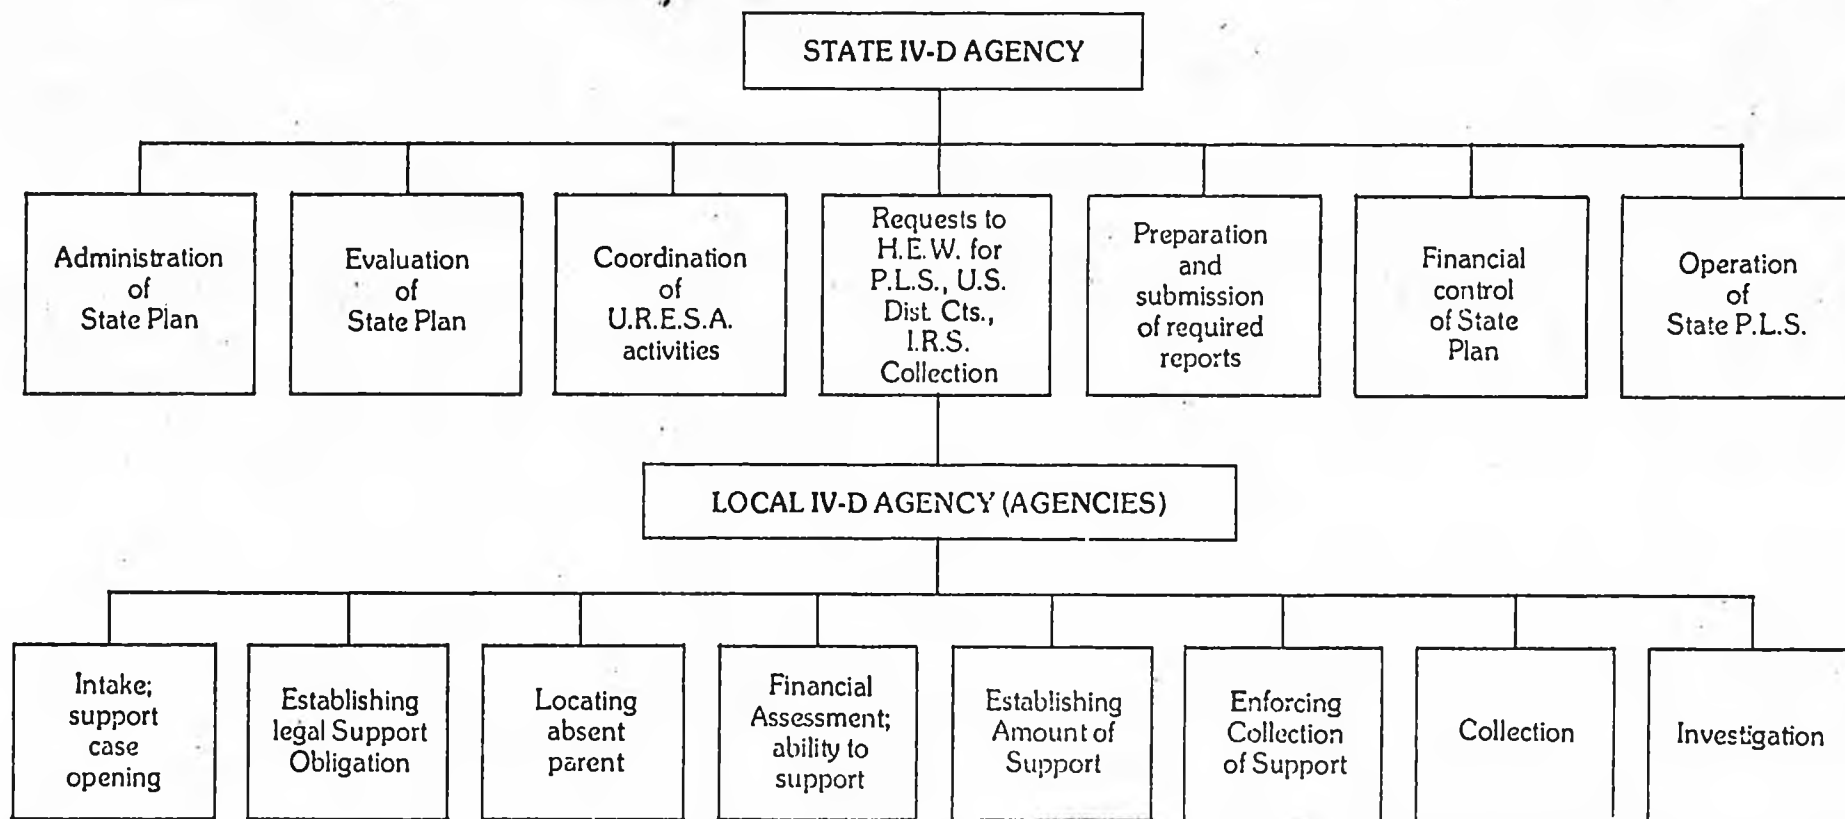 STATE IV-D AGENCY
Administration
of
State Plan
Evaluation
of
State Plan
Coordination
of
U.R.E.S.A.
activities
Requests to
H.E.W. for
P.L.S., U.S.
Dist. Cts.,
I.R.S.
Collection
Preparation
and
submission
of required
reports
Financial
control
of State
Plan
Operation
of
State P.L.S.
LOCAL IV-D AGENCY (AGENCIES)
Intake;
support
case
opening
Establishing
legal Support
Obligation
Locating
absent
parent
Financial
Assessment;
ability to
support
Establishing
Amount of
Support
Enforcing
Collection
of Support
Collection
Investigation